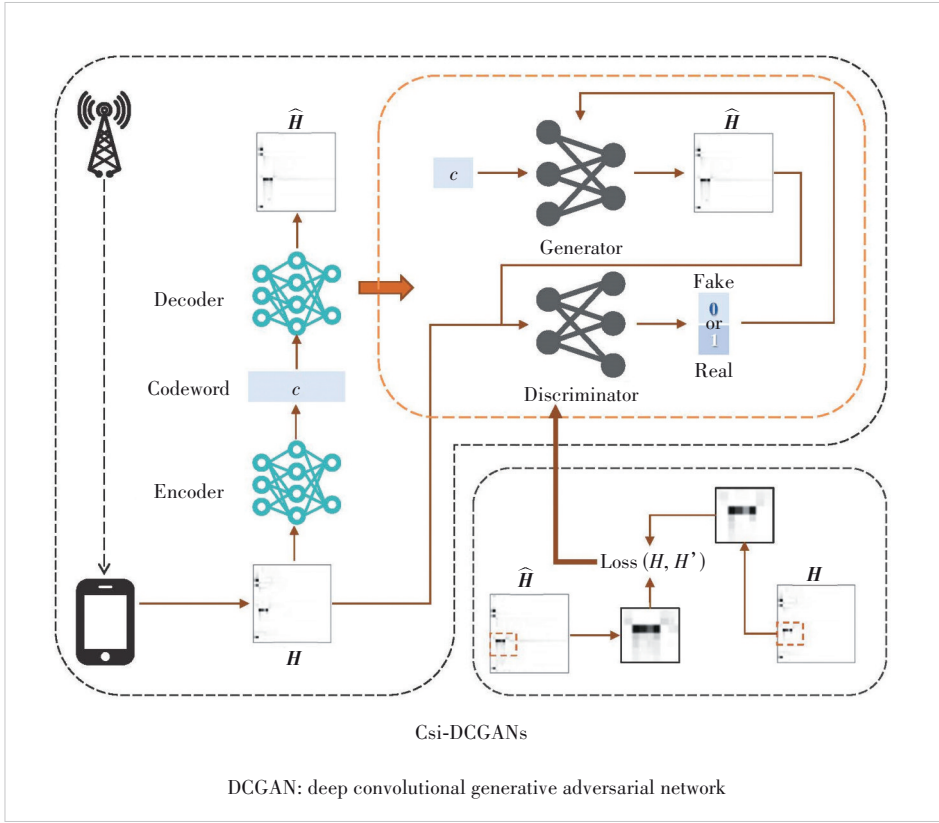 Ĥ
Ĥ
c
Generator
Decoder
Fake
0
or
1
Real
Codeword
c
Discriminator
Encoder
Loss (H, H’)
Ĥ
H
H
Csi-DCGANs
DCGAN: deep convolutional generative adversarial network